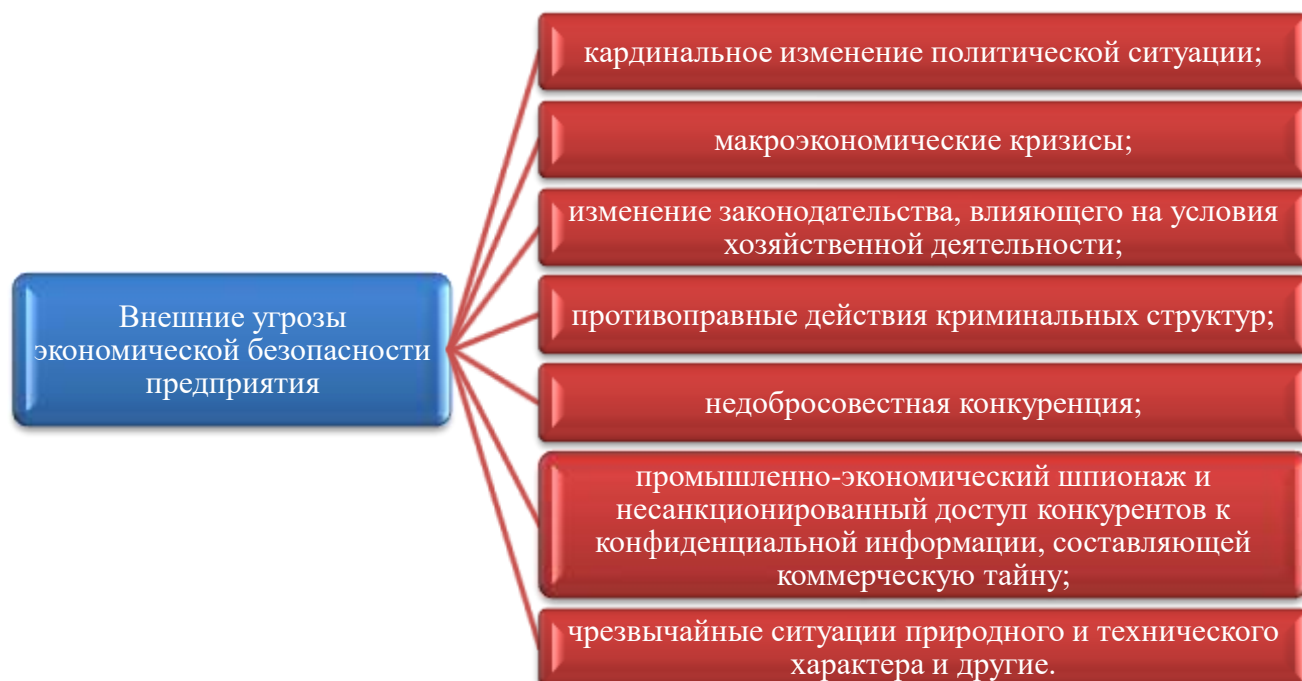 Внешние угрозы
экономической безопасности
предприятия
кардинальное изменение политической ситуации;
макроэкономические кризисы;
изменение законодательства, влияющего на условия
хозяйственной деятельности;
противоправные действия криминальных структур;
недобросовестная конкуренция;
промышленно-экономический шпионаж и
несанкционированный доступ конкурентов к
конфиденциальной информации, составляющей
коммерческую тайну;
чрезвычайные ситуации природного и технического
характера и другие.